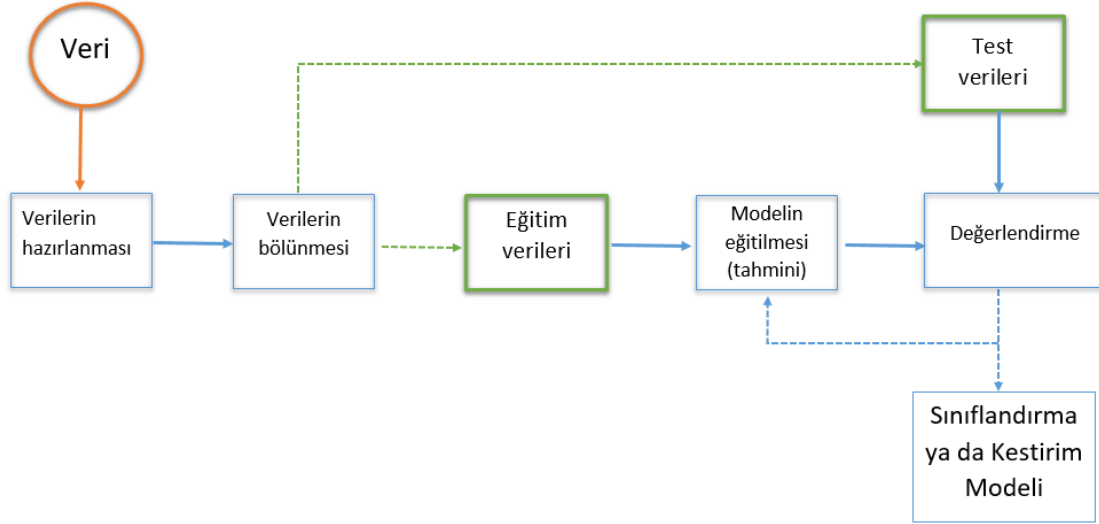 Veri
Test
verileri
Verilerin
hazırlanması
Verilerin
bölünmesi
Eğitim
verileri
Modelin
eğitilmesi
(tahmini)
Değerlendirme
Sınıflandırma
ya da Kestirim
Modeli